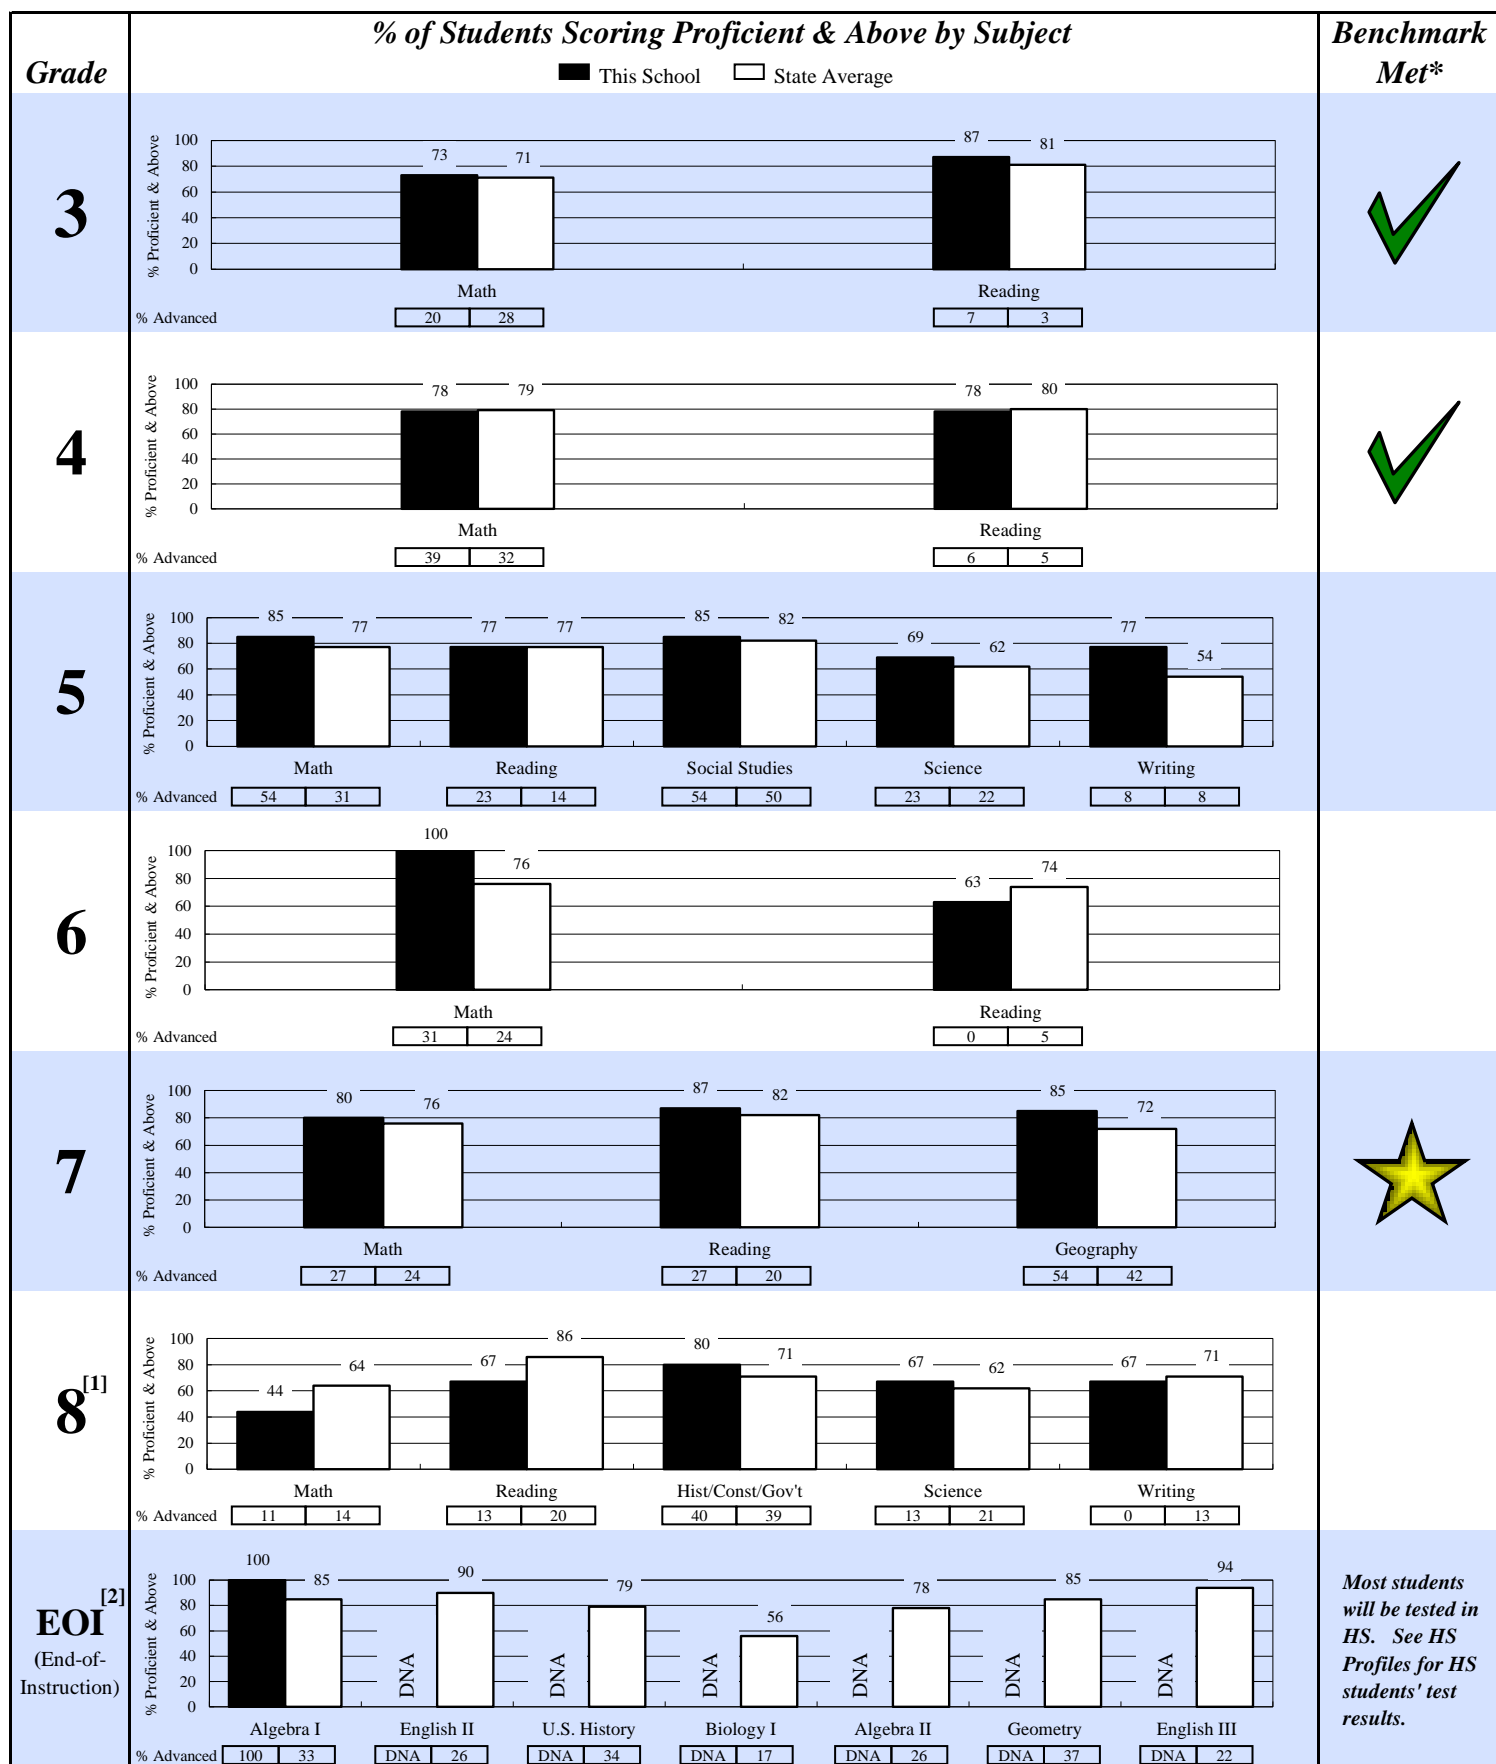 % of Students Scoring Proficient & Above by Subject
Grade
This School
State Average
Benchmark
Met*
3
% Proficient & Above
100
80
60
40
20
0
73
71
87
81
Math
Reading
% Advanced
20
28
7
3
4
% Proficient & Above
100
80
60
40
20
0
78
79
78
80
Math
Reading
% Advanced
39
32
6
5
5
% Proficient & Above
100
80
60
40
20
0
85
77
77
77
85
82
69
62
77
54
Math
Reading
Social Studies
Science
Writing
% Advanced
54
31
23
14
54
50
23
22
8
8
6
% Proficient & Above
100
80
60
40
20
0
100
76
63
74
Math
Reading
% Advanced
31
24
0
5
7
% Proficient & Above
100
80
60
40
20
0
80
76
87
82
85
72
Math
Reading
Geography
% Advanced
27
24
27
20
54
42
8[1]
% Proficient & Above
100
80
60
40
20
0
44
64
67
86
80
71
67
62
67
71
Math
Reading
Hist/Const/Gov't
Science
Writing
% Advanced
11
14
13
20
40
39
13
21
0
13
EOI[2]
(End-of-
Instruction)
% Proficient & Above
100
80
60
40
20
0
100
85
DNA
90
DNA
79
DNA
56
DNA
78
DNA
85
DNA
94
Algebra I
English II
U.S. History
Biology I
Algebra II
Geometry
English III
% Advanced
100
33
DNA
26
DNA
34
DNA
17
DNA
26
DNA
37
DNA
22
Most students
will be tested in
HS. See HS
Profiles for HS
students' test
results.